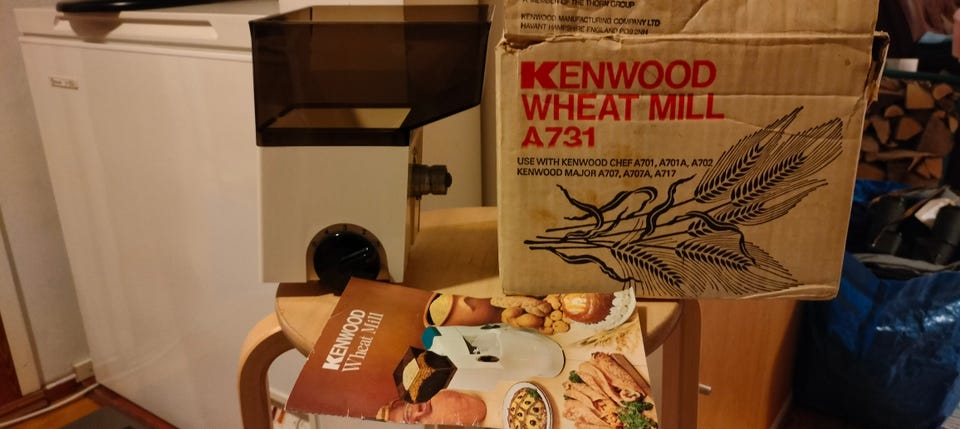 A MEMBER OF THE THORN GROUP
KENWOOD MANUFACTURING COMPANY LTD
HAVANT HAMPSHIRE ENGLAND PO9 2NH
KENWOOD
WHEAT MILL
A731
USE WITH KENWOOD CHEF A701, A701A, A702
KENWOOD MAJOR A707, A707A, A717
KENWOOD
Wheat Mill